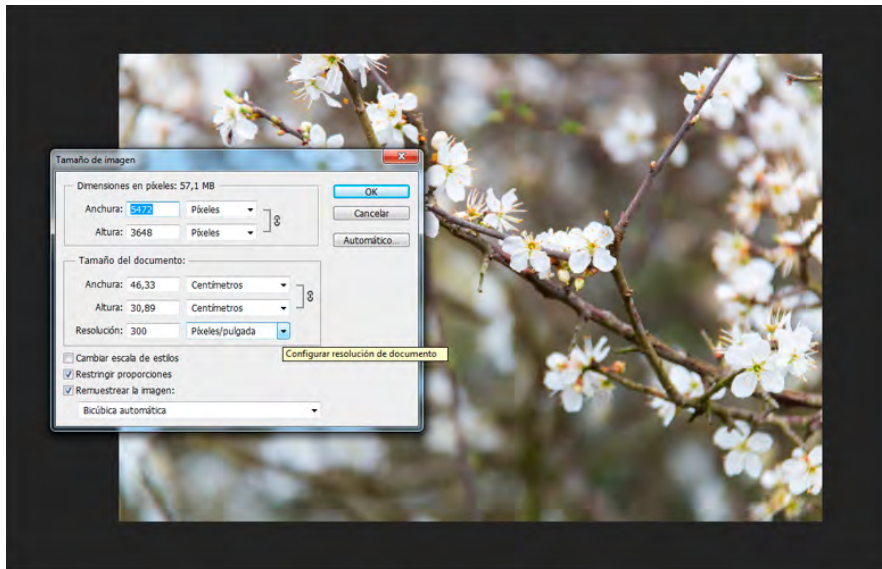 Tamaño de imagen
Dimensiones en píxeles: 57,1 MB
Anchura: 5472 Píxeles
Altura: 3648 Píxeles
OK
Cancelar
Automático...
Tamaño del documento:
Anchura: 46,33 Centímetros
Altura: 30,89 Centímetros
Resolución: 300 Píxeles/pulgada
Configurar resolución de documento
Cambiar escala de estilos
Restringir proporciones
Remuestrear la imagen:
Bicúbica automática